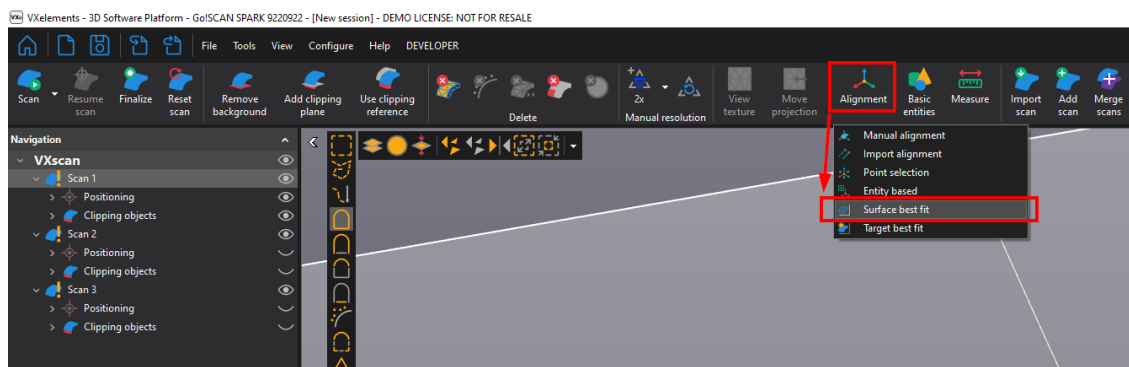 VXelements - 3D Software Platform - Go!SCAN SPARK 9220922 - [New session] - DEMO LICENSE: NOT FOR RESALE
File Tools View Configure Help DEVELOPER
Scan
Resume scan
Finalize
Reset scan
Remove background
Add clipping plane
Use clipping reference
Delete
2x
Manual resolution
View texture
Move projection
Alignment
Basic entities
Measure
Import scan
Add scan
Merge scans
Navigation
VXscan
Scan 1
Positioning
Clipping objects
Scan 2
Positioning
Clipping objects
Scan 3
Positioning
Clipping objects
Manual alignment
Import alignment
Point selection
Entity based
Surface best fit
Target best fit